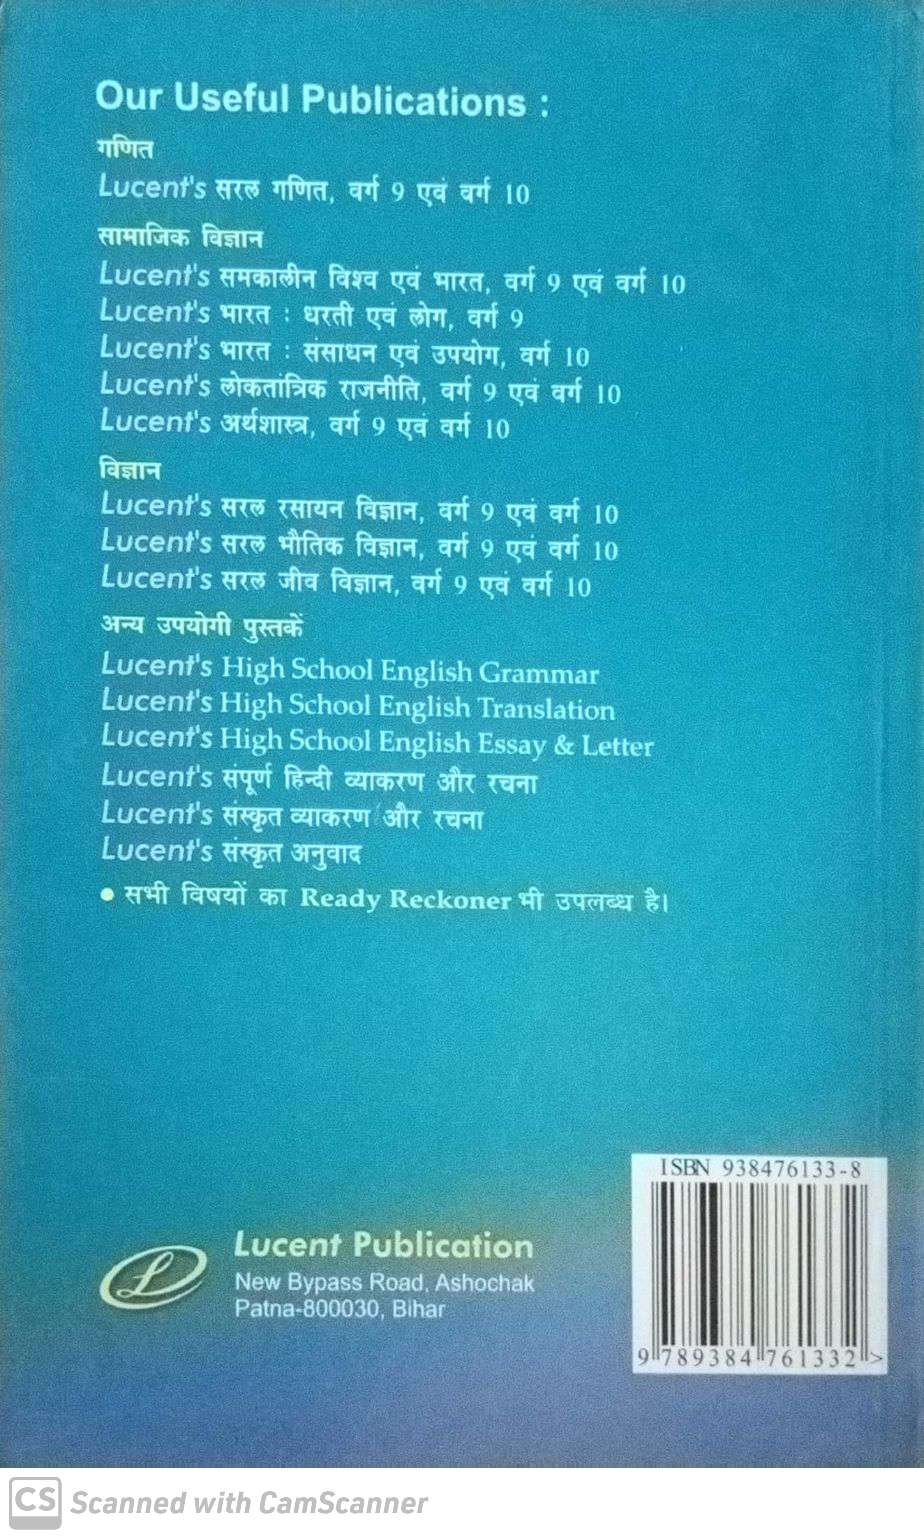 Our Useful Publications :
गणित
Lucent's सरल गणित, वर्ग 9 एवं वर्ग 10
सामाजिक विज्ञान
Lucent's समकालीन विश्व एवं भारत, वर्ग 9 एवं वर्ग 10
Lucent's भारत : धरती एवं लोग, वर्ग 9
Lucent's भारत : संसाधन एवं उपयोग, वर्ग 10
Lucent's लोकतांत्रिक राजनीति, वर्ग 9 एवं वर्ग 10
Lucent's अर्थशास्त्र, वर्ग 9 एवं वर्ग 10
विज्ञान
Lucent's सरल रसायन विज्ञान, वर्ग 9 एवं वर्ग 10
Lucent's सरल भौतिक विज्ञान, वर्ग 9 एवं वर्ग 10
Lucent's सरल जीव विज्ञान, वर्ग 9 एवं वर्ग 10
अन्य उपयोगी पुस्तकें
Lucent's High School English Grammar
Lucent's High School English Translation
Lucent's High School English Essay & Letter
Lucent's संपूर्ण हिन्दी व्याकरण और रचना
Lucent's संस्कृत व्याकरण और रचना
Lucent's संस्कृत अनुवाद
• सभी विषयों का Ready Reckoner भी उपलब्ध है।
ISBN 938476133-8
9 789384 761332 >
Lucent Publication
New Bypass Road, Ashochak
Patna-800030, Bihar
CS Scanned with CamScanner